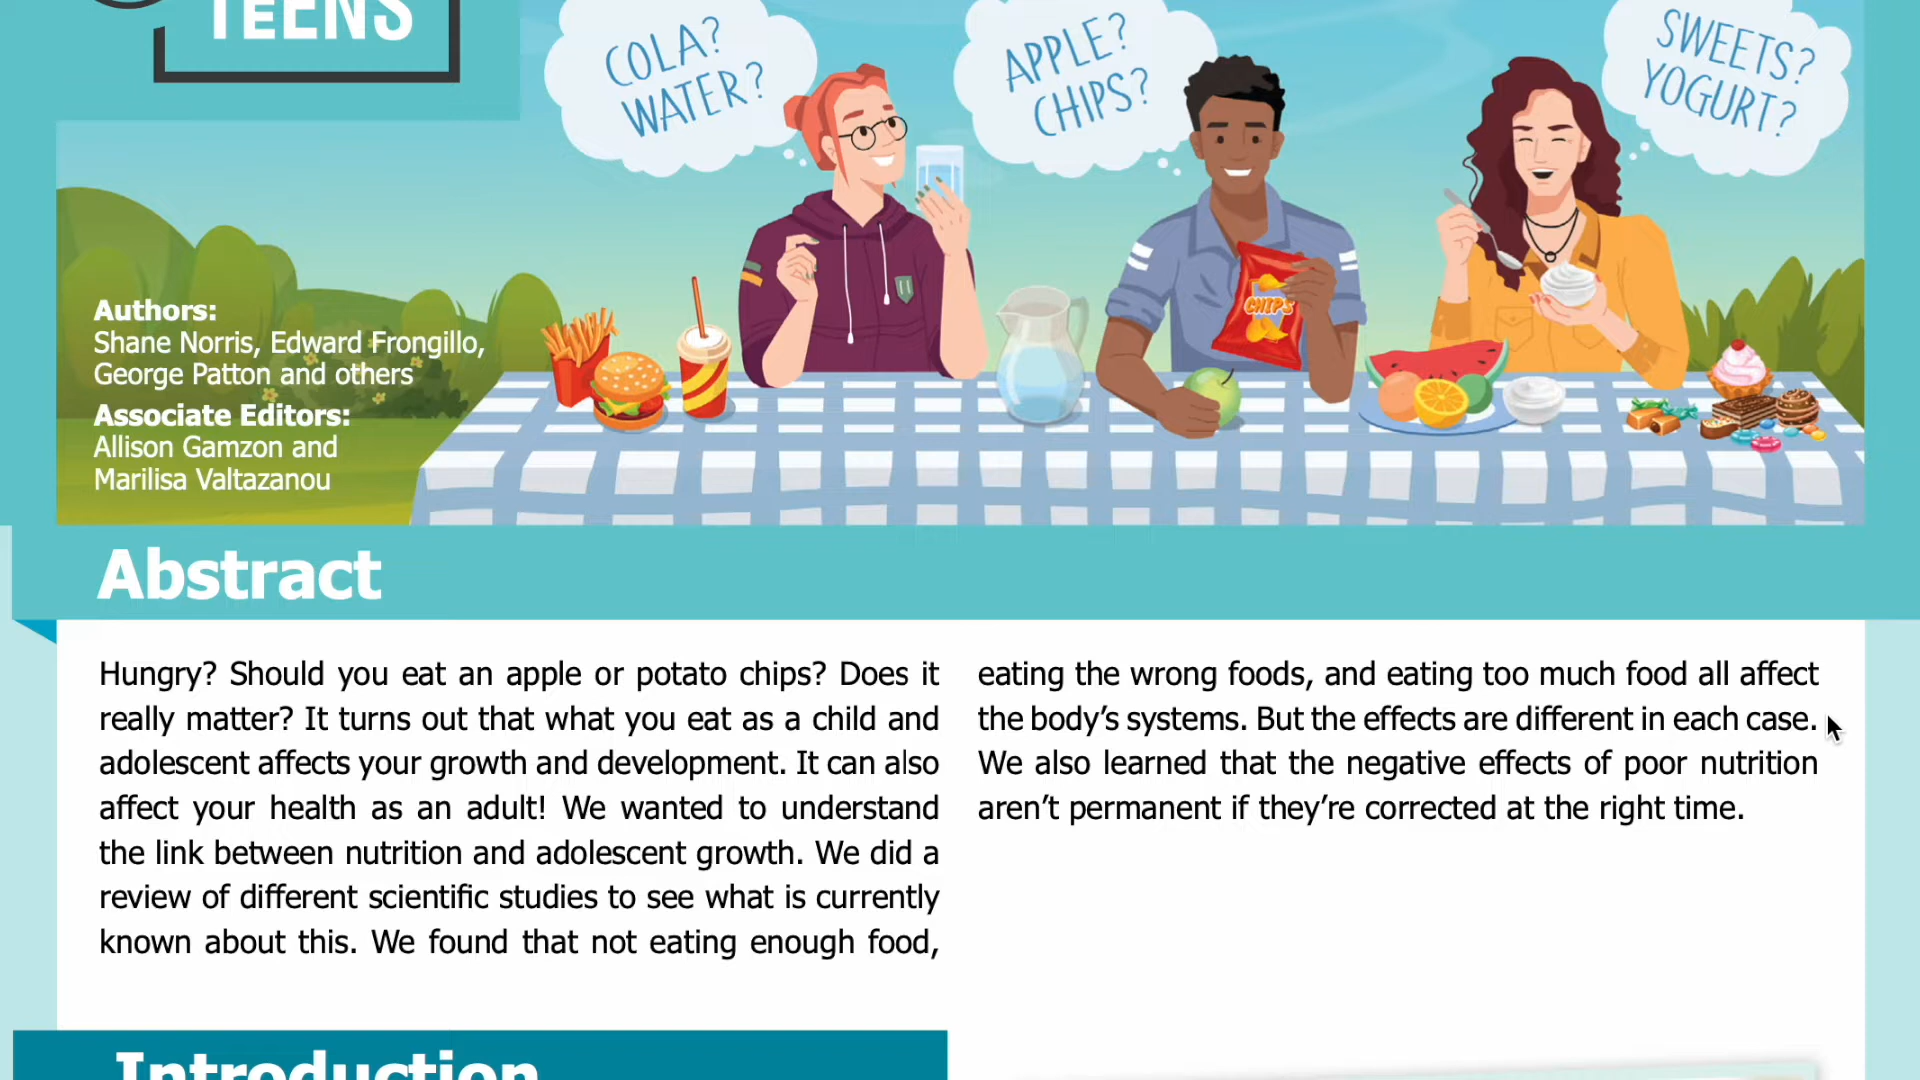 TEENS
COLA?
WATER?
APPLE?
CHIPS?
SWEETS?
YOGURT?
CHIPS
Authors:
Shane Norris, Edward Frongillo,
George Patton and others
Associate Editors:
Allison Gamzon and
Marilisa Valtazanou
Abstract
Hungry? Should you eat an apple or potato chips? Does it
really matter? It turns out that what you eat as a child and
adolescent affects your growth and development. It can also
affect your health as an adult! We wanted to understand
the link between nutrition and adolescent growth. We did a
review of different scientific studies to see what is currently
known about this. We found that not eating enough food,
eating the wrong foods, and eating too much food all affect
the body's systems. But the effects are different in each case.
We also learned that the negative effects of poor nutrition
aren't permanent if they're corrected at the right time.
Introduction